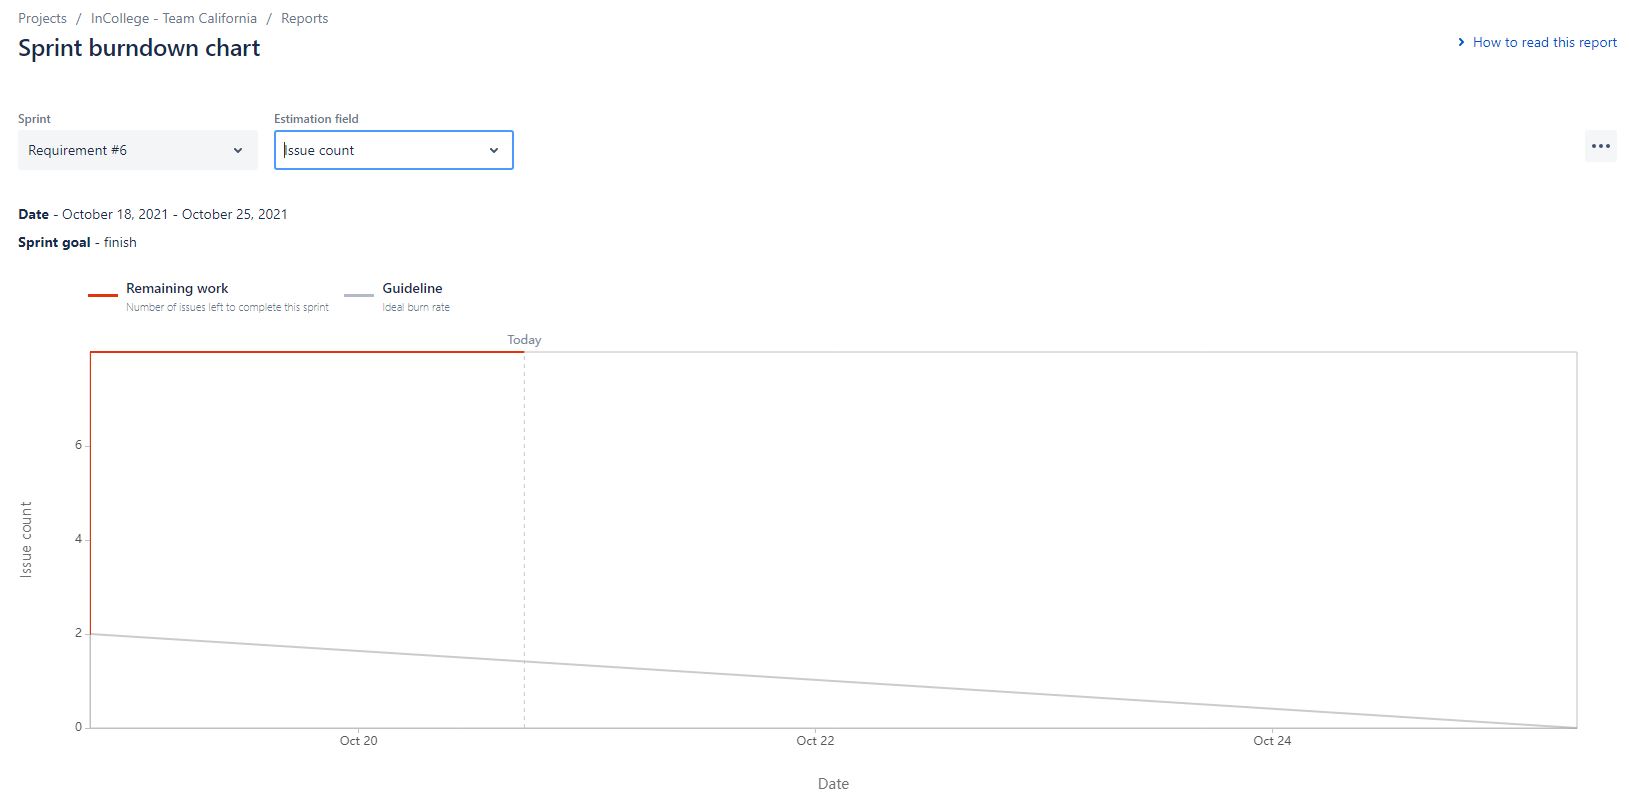 Projects / InCollege - Team California / Reports
Sprint burndown chart
How to read this report
Sprint
Estimation field
Requirement #6
Issue count
Date - October 18, 2021 - October 25, 2021
Sprint goal - finish
Remaining work
Number of issues left to complete this sprint
Guideline
Ideal burn rate
Today
6
4
2
0
Issue count
Oct 20
Oct 22
Oct 24
Date